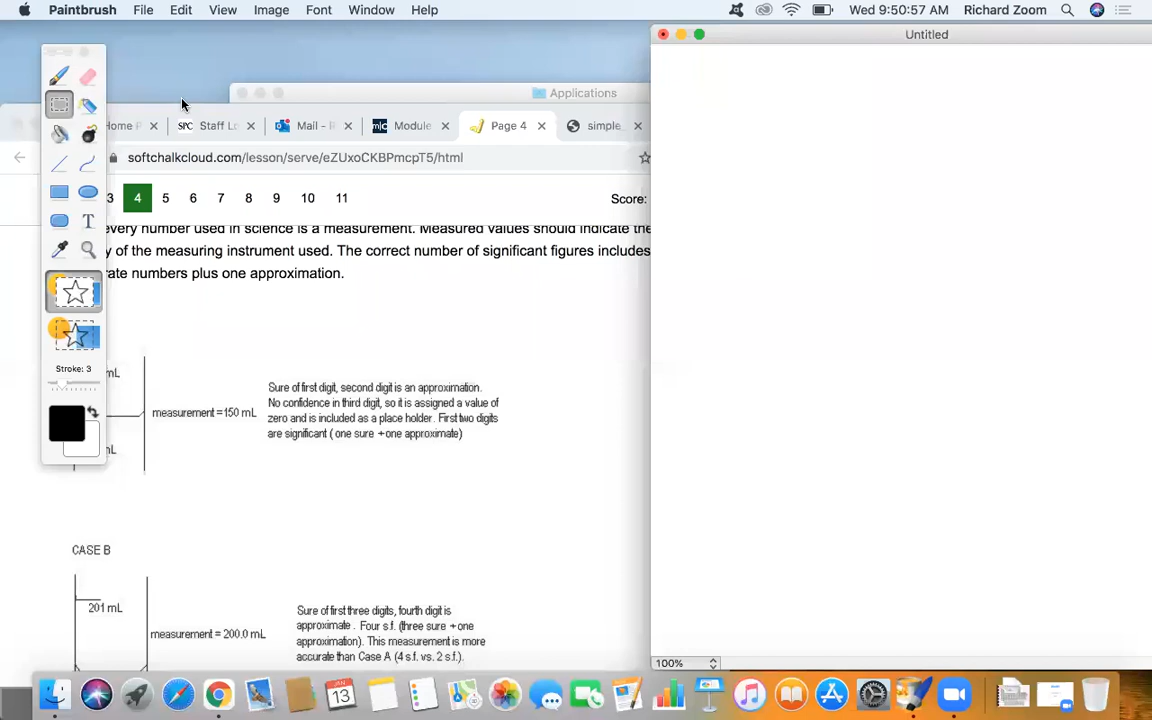 Paintbrush File Edit View Image Font Window Help Wed 9:50:57 AM Richard Zoom
Untitled
Applications
Home SPC Staff Lo Mail - R M|C Module Page 4 simple_
softchalkcloud.com/lesson/serve/eZUxoCKBPmcpT5/html
3 4 5 6 7 8 9 10 11 Score:
every number used in science is a measurement. Measured values should indicate the
y of the measuring instrument used. The correct number of significant figures includes
rate numbers plus one approximation.
T
Stroke: 3
mL
Sure of first digit, second digit is an approximation.
No confidence in third digit, so it is assigned a value of
measurement =150 mL
zero and is included as a place holder. First two digits
are significant ( one sure +one approximate)
nL
CASE B
201 mL
Sure of first three digits, fourth digit is
approximate . Four s.f. (three sure +one
measurement = 200.0 mL
approximation). This measurement is more
accurate than Case A (4 s.f. vs. 2 s.f.).
100%
JAN
13